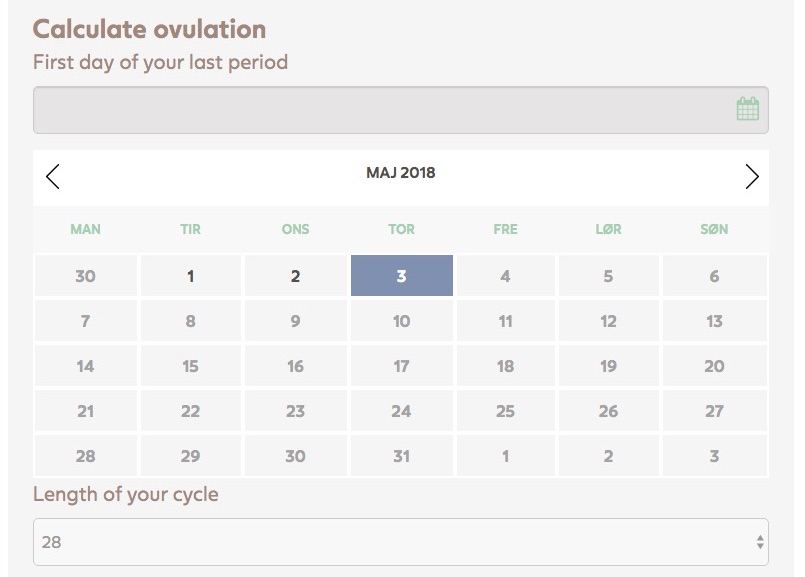 Calculate ovulation
First day of your last period
MAJ 2018
MAN TIR ONS TOR FRE LØR SØN
30 1 2 3 4 5 6
7 8 9 10 11 12 13
14 15 16 17 18 19 20
21 22 23 24 25 26 27
28 29 30 31 1 2 3
Length of your cycle
28